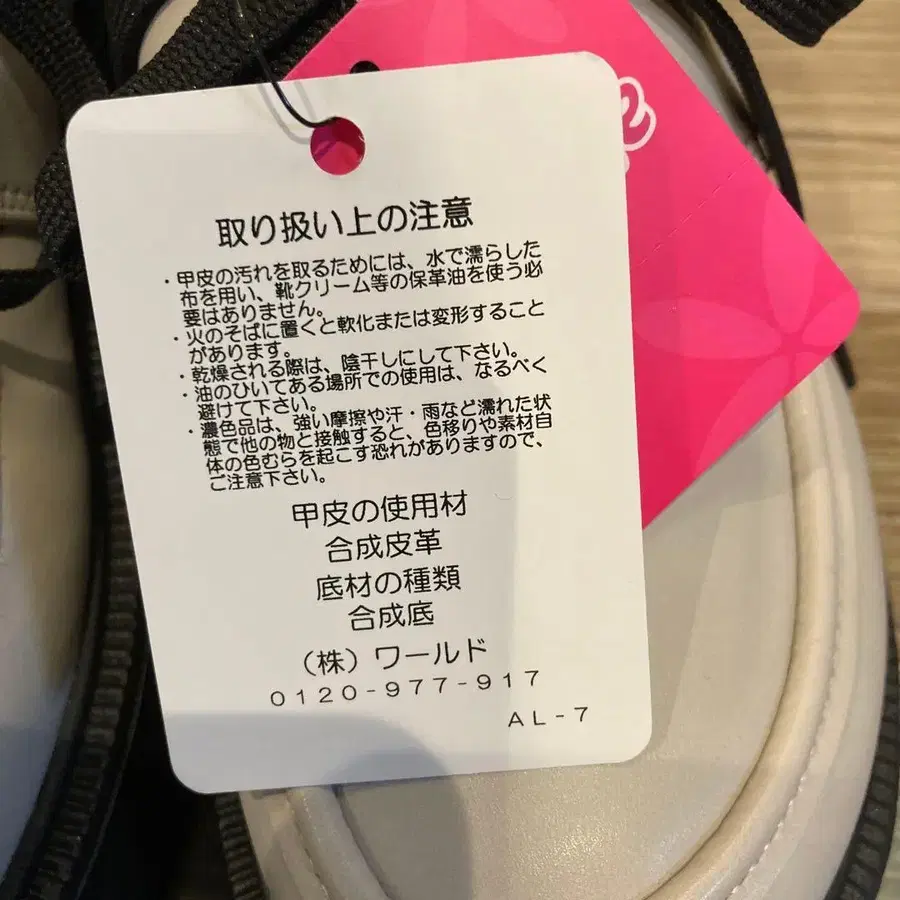 取り扱い上の注意
・甲皮の汚れを取るためには、水で濡らした
布を用い、靴クリーム等の保革油を使う必
要はありません。
・火のそばに置くと軟化または変形すること
があります。
・乾燥される際は、陰干しにして下さい。
・油のひいてある場所での使用は、なるべく
避けて下さい。
・濃色品は、強い摩擦や汗・雨など濡れた状
態で他の物と接触すると、色移りや素材自
体の色むらを起こす恐れがありますので、
ご注意下さい。
甲皮の使用材
合成皮革
底材の種類
合成底
（株）ワールド
0120-977-917
AL-7